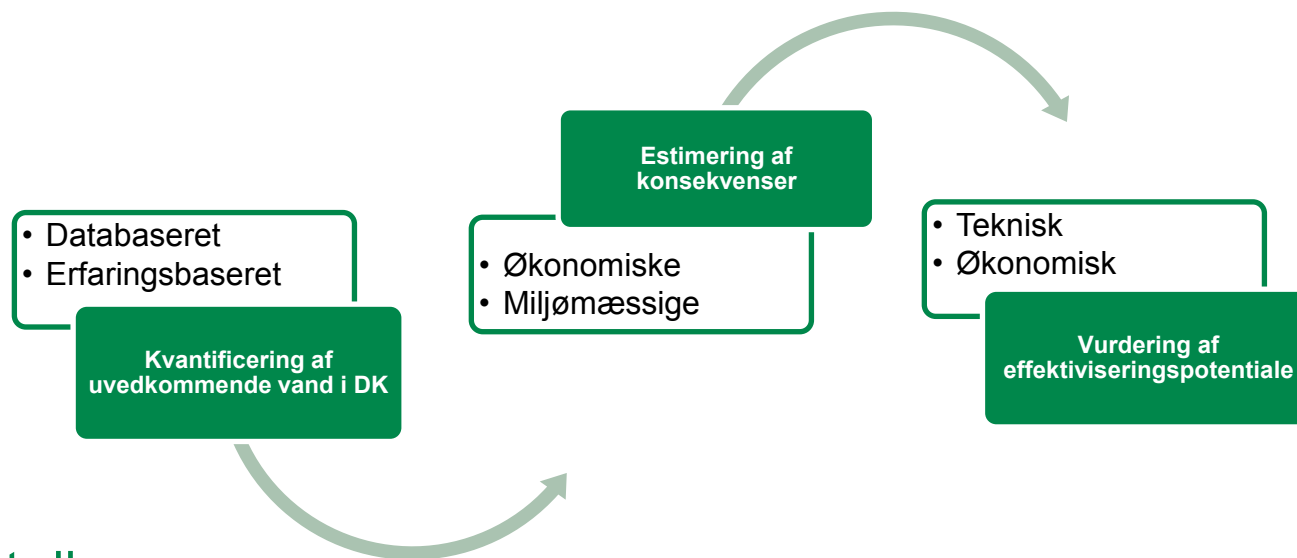 • Databaseret
• Erfaringsbaseret
Kvantificering af
uvedkommende vand i DK
Estimering af
konsekvenser
• Økonomiske
• Miljømæssige
• Teknisk
• Økonomisk
Vurdering af
effektiviseringspotentiale